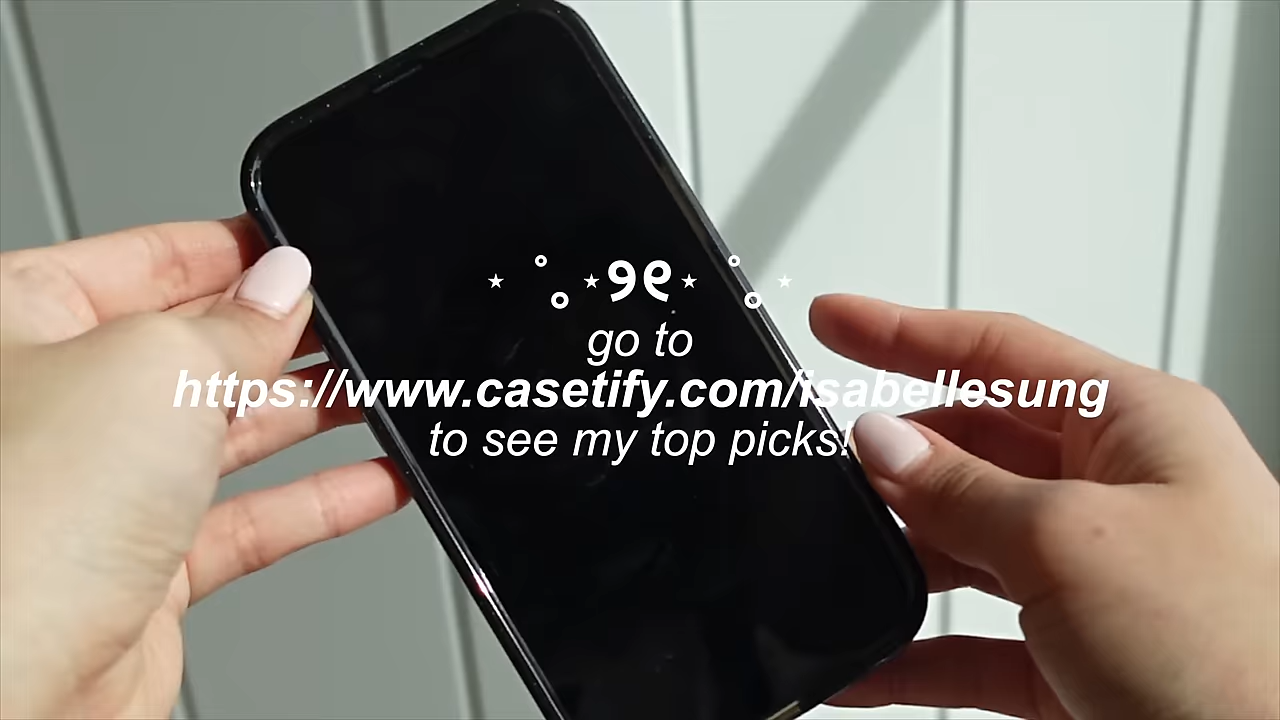 ⋆ ˚｡⋆୨୧⋆ ˚｡⋆
go to
https://www.casetify.com/isabellesung
to see my top picks!